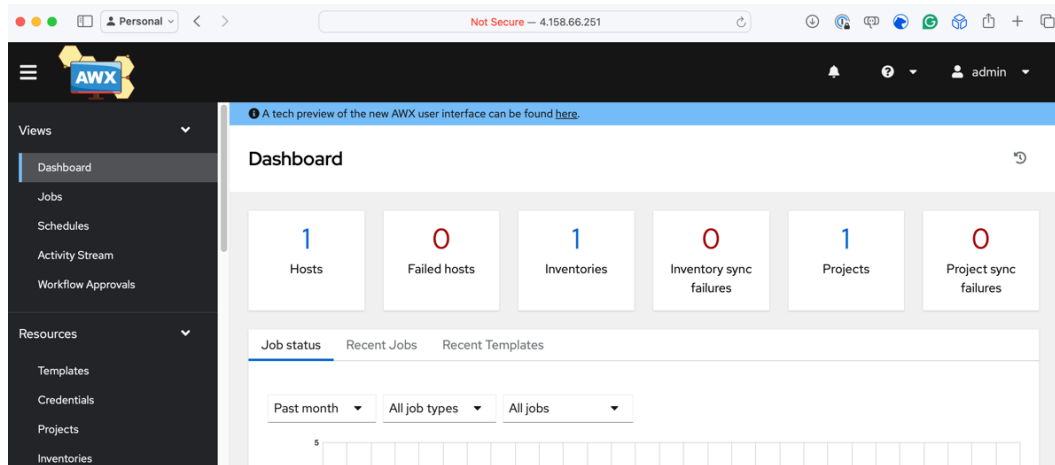 Personal
Not Secure — 4.158.66.251
AWX
admin
Views
Dashboard
Jobs
Schedules
Activity Stream
Workflow Approvals
Resources
Templates
Credentials
Projects
Inventories
A tech preview of the new AWX user interface can be found here.
Dashboard
1
Hosts
0
Failed hosts
1
Inventories
0
Inventory sync
failures
1
Projects
0
Project sync
failures
Job status Recent Jobs Recent Templates
Past month All job types All jobs
5